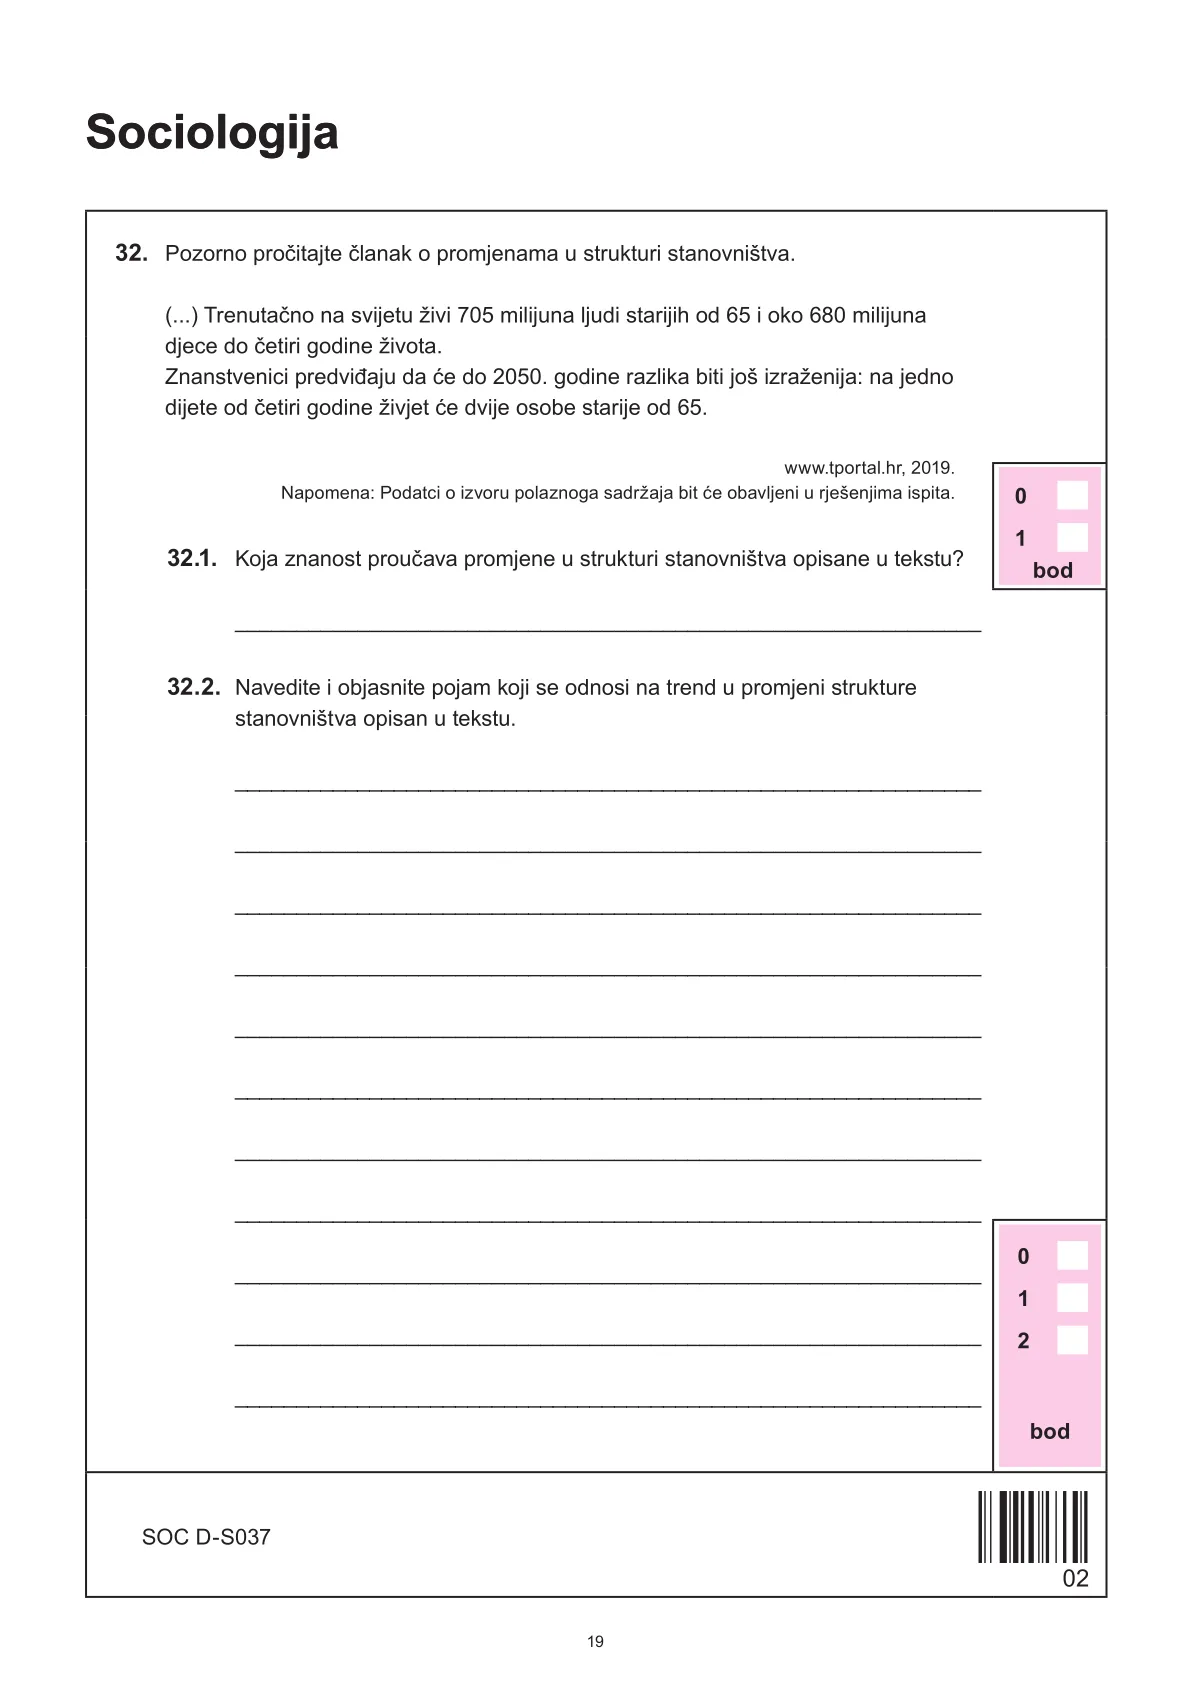 Sociologija
32. Pozorno pročitajte članak o promjenama u strukturi stanovništva.
(...) Trenutačno na svijetu živi 705 milijuna ljudi starijih od 65 i oko 680 milijuna
djece do četiri godine života.
Znanstvenici predviđaju da će do 2050. godine razlika biti još izraženija: na jedno
dijete od četiri godine živjet će dvije osobe starije od 65.
www.tportal.hr, 2019.
Napomena: Podatci o izvoru polaznoga sadržaja bit će obavljeni u rješenjima ispita.
0
1
bod
32.1. Koja znanost proučava promjene u strukturi stanovništva opisane u tekstu?
32.2. Navedite i objasnite pojam koji se odnosi na trend u promjeni strukture
stanovništva opisan u tekstu.
0
1
2
bod
SOC D-S037
02
19